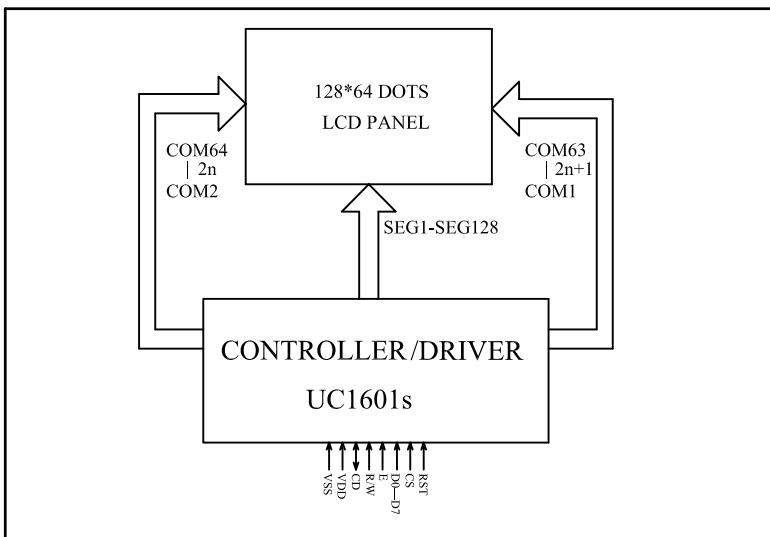 128*64 DOTS
LCD PANEL
COM64
| 2n
COM2
COM63
| 2n+1
COM1
SEG1-SEG128
CONTROLLER/DRIVER
UC1601s
VSS
VDD
CD
R/W
E
D0—D7
CS
RST